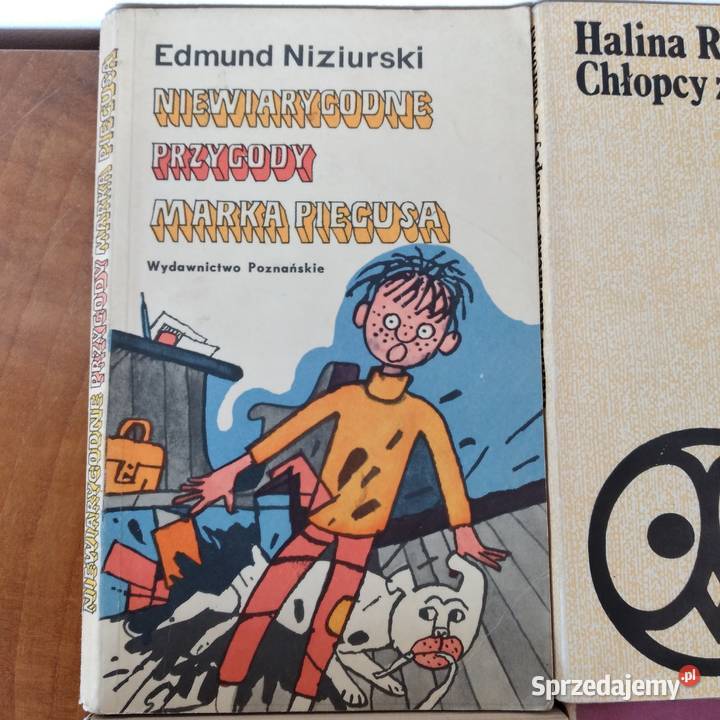 Edmund Niziurski
NIEWIARYGODNE
PRZYGODY
MARKA PIEGUSA
Wydawnictwo Poznańskie
NIEWIARYGODNE PRZYGODY MARKA PIEGUSA
Halina R
Chłopcy z
Sprzedajemy.pl